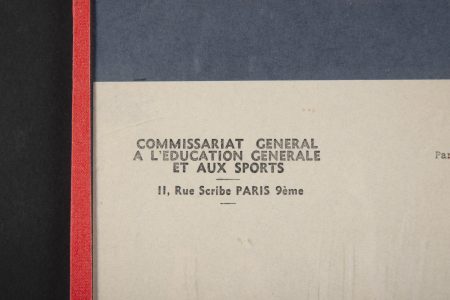 COMMISSARIAT GENERAL
A L'EDUCATION GENERALE
ET AUX SPORTS
11, Rue Scribe PARIS 9ème
Par